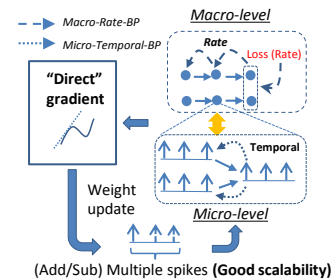 Macro-Rate-BP
Micro-Temporal-BP
Macro-level
Rate
Loss (Rate)
“Direct”
gradient
Temporal
Weight
update
Micro-level
(Add/Sub) Multiple spikes (Good scalability)